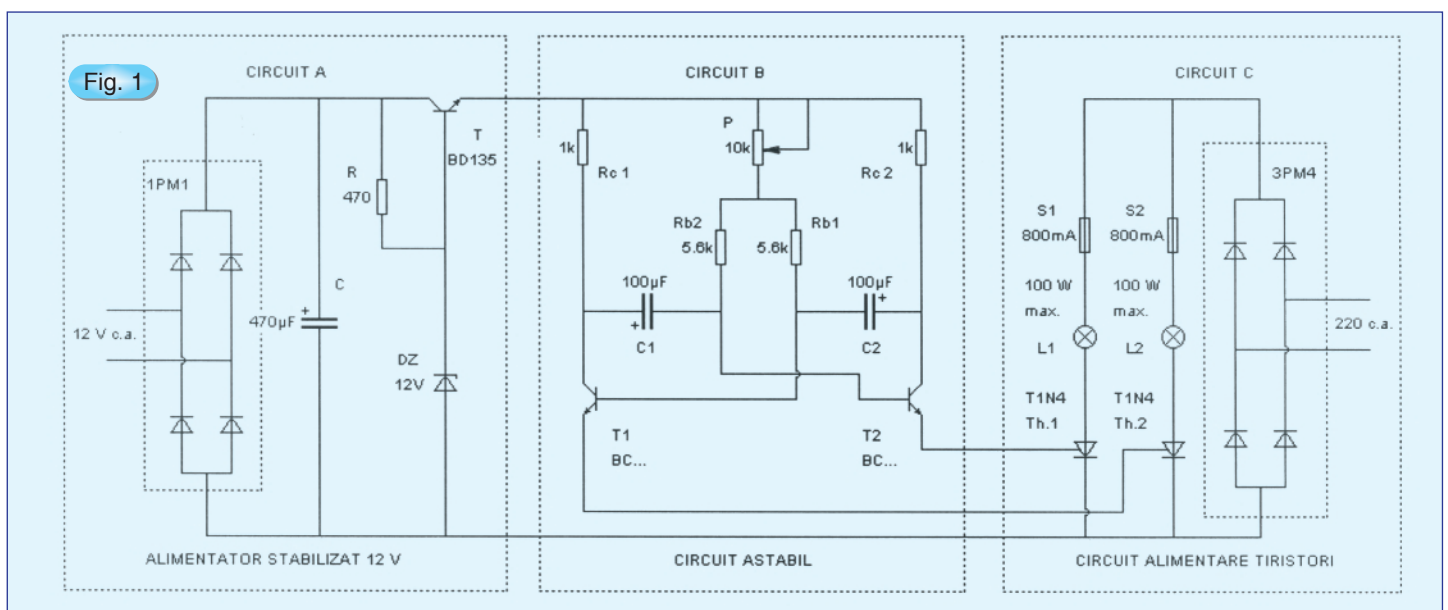 Fig. 1
CIRCUIT A
T
BD135
R
470
1PM1
C
+
470µF
12 V c.a.
DZ
12V
ALIMENTATOR STABILIZAT 12 V
CIRCUIT B
P
10k
1k
Rc 1
1k
Rc 2
Rb2
5.6k
Rb1
5.6k
100µF
+
C1
100µF
+
C2
T1
BC...
T2
BC...
CIRCUIT ASTABIL
CIRCUIT C
3PM4
S1
800mA
S2
800mA
100 W
max.
L1
100 W
max.
L2
220 c.a.
T1N4
Th.1
T1N4
Th.2
CIRCUIT ALIMENTARE TIRISTORI